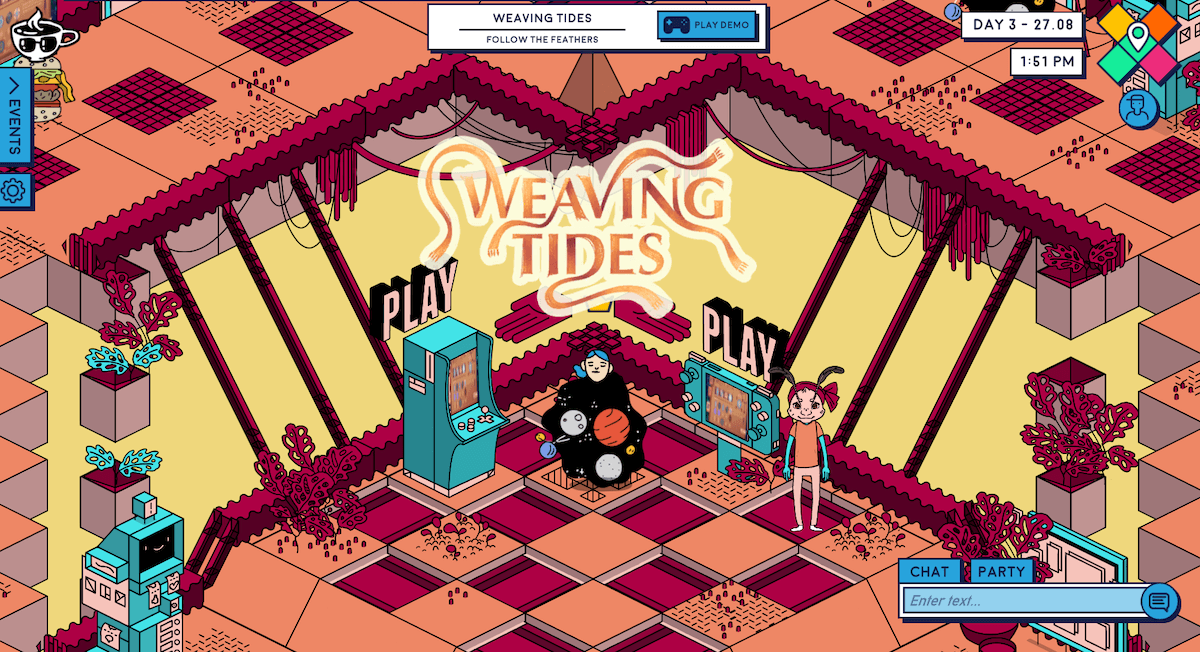 WEAVING TIDES
FOLLOW THE FEATHERS
PLAY DEMO
DAY 3 - 27.08
1:51 PM
EVENTS
WEAVING
TIDES
PLAY
PLAY
CHAT
PARTY
Enter text...